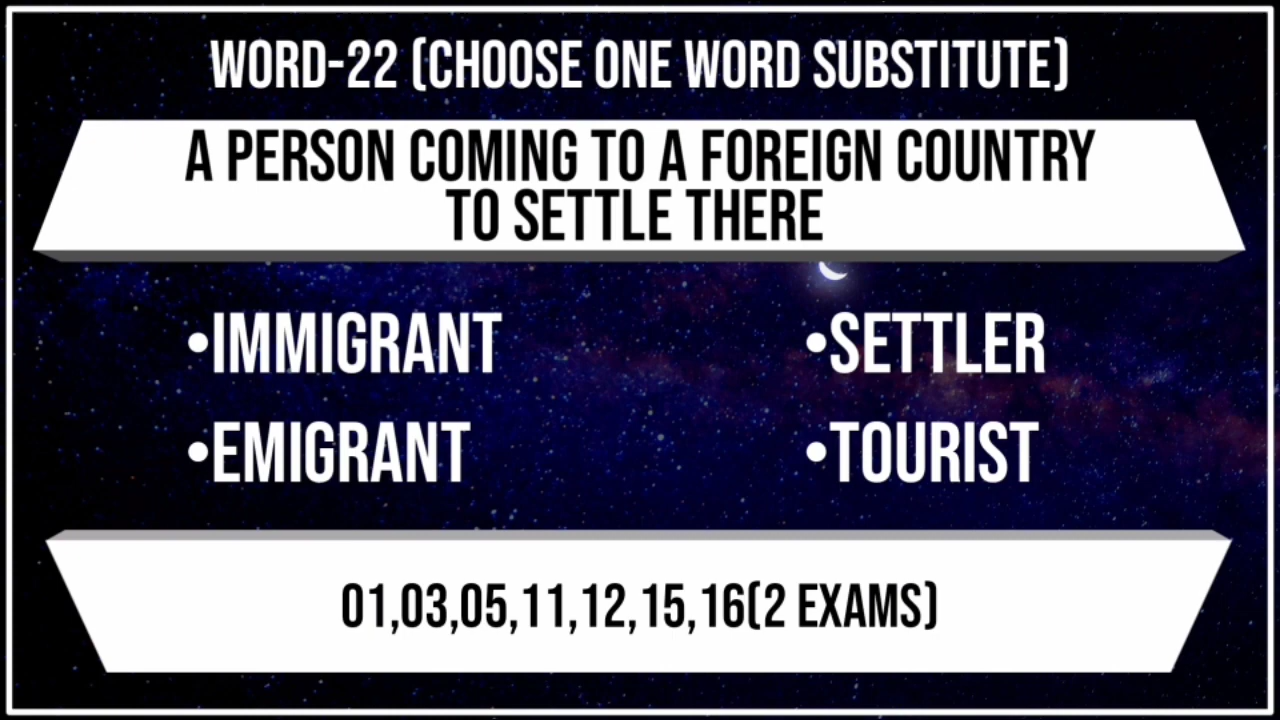 WORD-22 (CHOOSE ONE WORD SUBSTITUTE)
A PERSON COMING TO A FOREIGN COUNTRY
TO SETTLE THERE
•IMMIGRANT
•SETTLER
•EMIGRANT
•TOURIST
01,03,05,11,12,15,16(2 EXAMS)